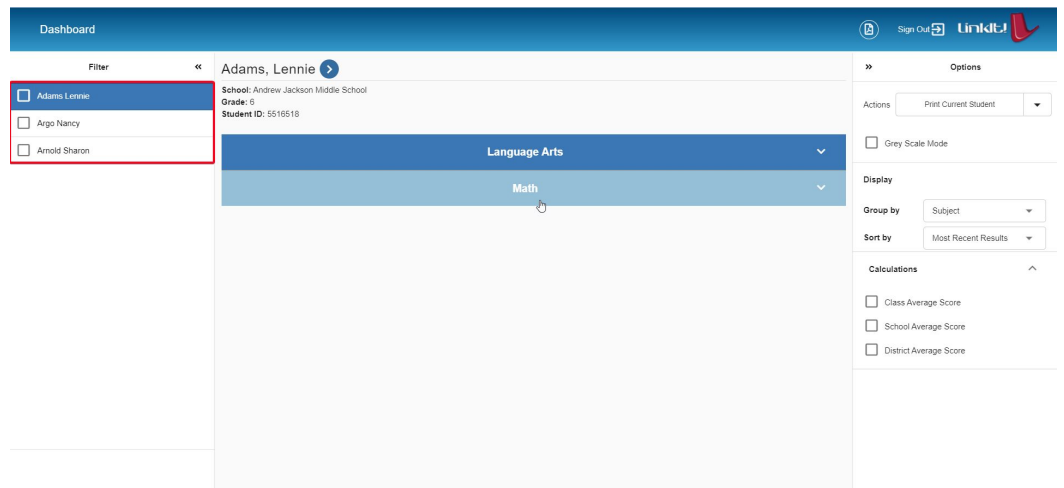 Dashboard
Sign Out
LinkIt!
Filter
Adams Lennie
Argo Nancy
Arnold Sharon
Adams, Lennie
School: Andrew Jackson Middle School
Grade: 6
Student ID: 5516518
Language Arts
Math
Options
Actions Print Current Student
Grey Scale Mode
Display
Group by Subject
Sort by Most Recent Results
Calculations
Class Average Score
School Average Score
District Average Score